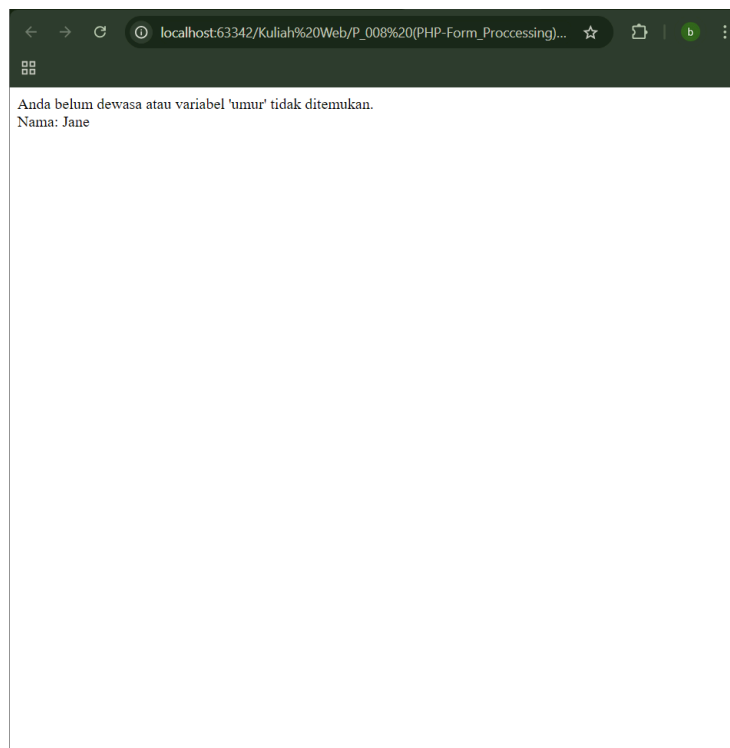 localhost:63342/Kuliah%20Web/P_008%20(PHP-Form_Proccessing)...
b
Anda belum dewasa atau variabel 'umur' tidak ditemukan.
Nama: Jane